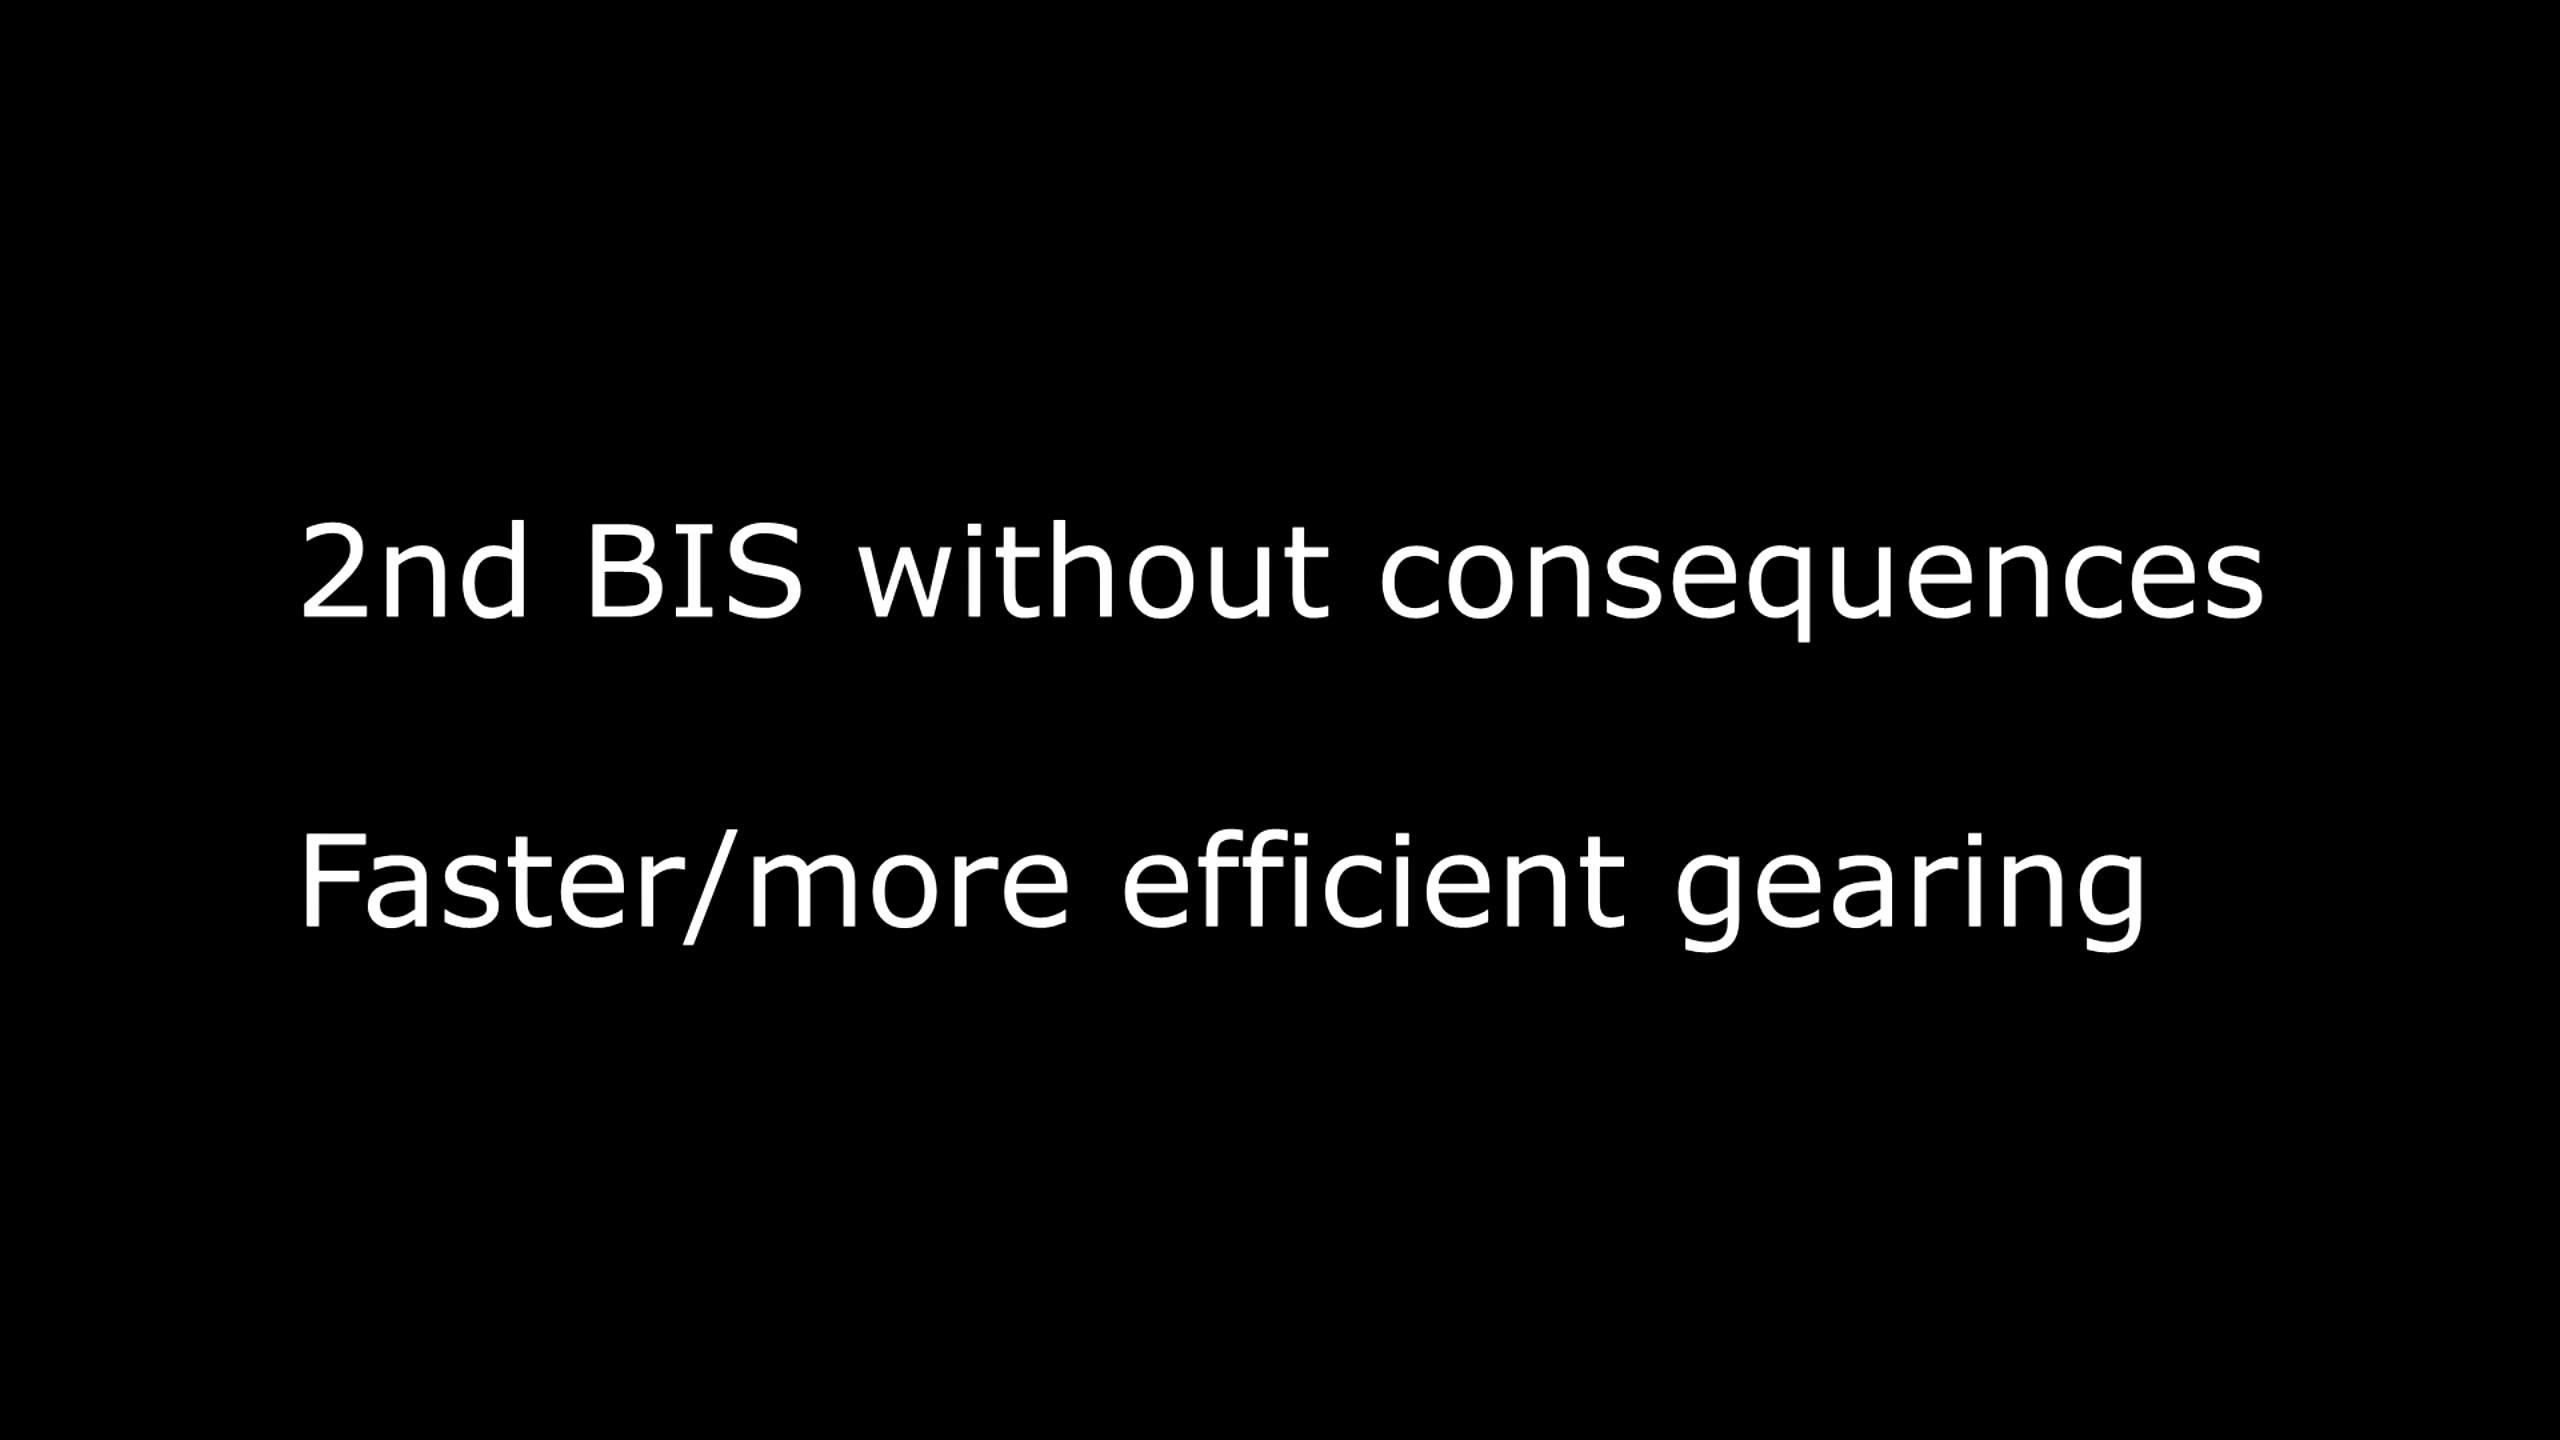 2nd BIS without consequences
Faster/more efficient gearing